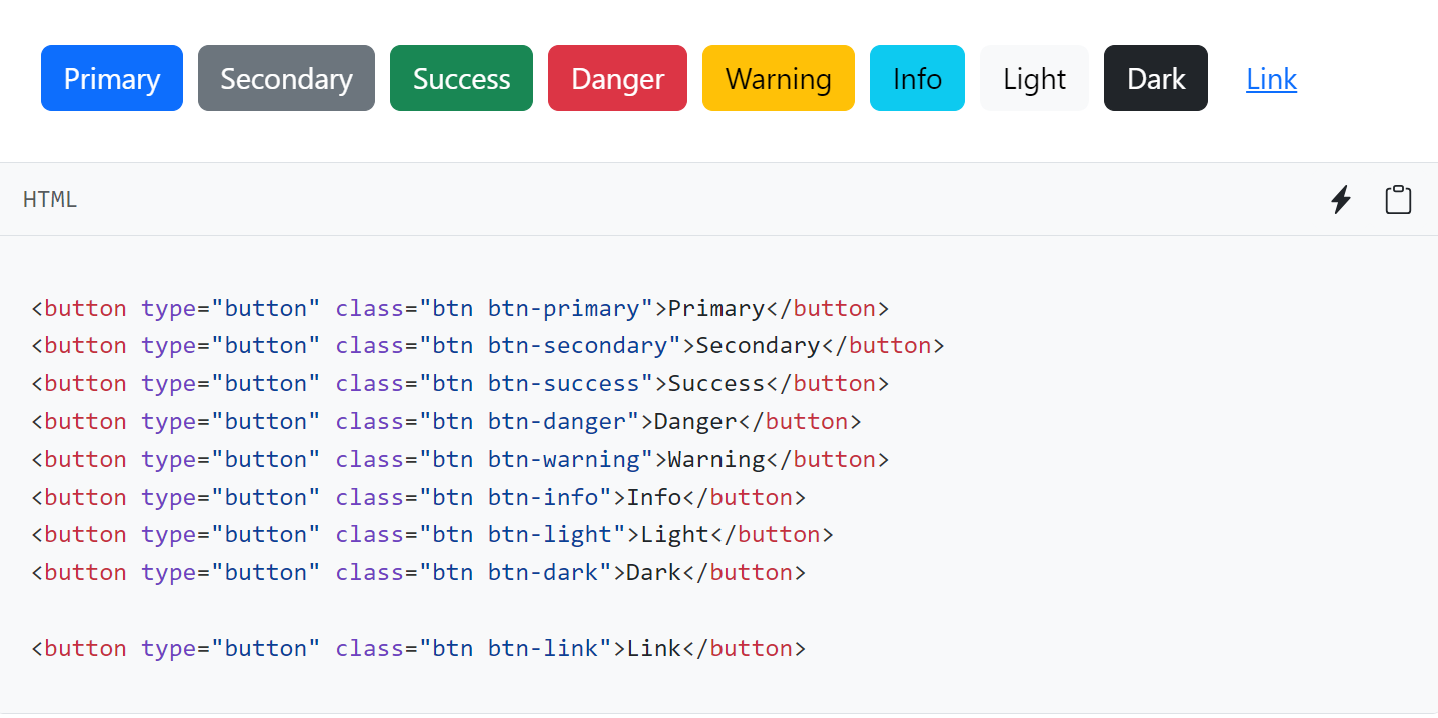 Primary Secondary Success Danger Warning Info Light Dark Link
HTML
<button type="button" class="btn btn-primary">Primary</button>
<button type="button" class="btn btn-secondary">Secondary</button>
<button type="button" class="btn btn-success">Success</button>
<button type="button" class="btn btn-danger">Danger</button>
<button type="button" class="btn btn-warning">Warning</button>
<button type="button" class="btn btn-info">Info</button>
<button type="button" class="btn btn-light">Light</button>
<button type="button" class="btn btn-dark">Dark</button>
<button type="button" class="btn btn-link">Link</button>